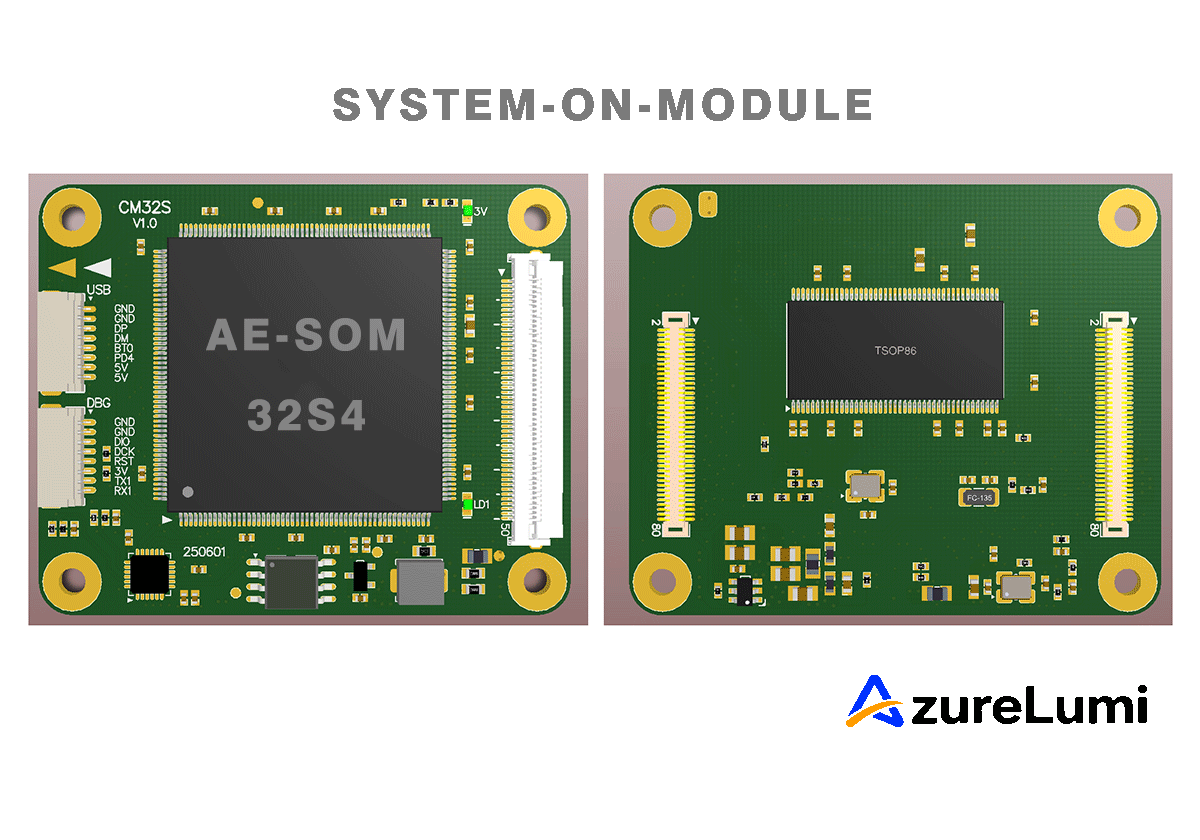 SYSTEM-ON-MODULE
CM32S
V1.0
3V
USB
GND
GND
DP
DM
BT0
PD4
5V
5V
DBG
GND
GND
DIO
DCK
RST
3V
TX1
RX1
AE-SOM
32S4
LD1
50
250601
2
2
TSOP86
FC-135
80
80
AzureLumi